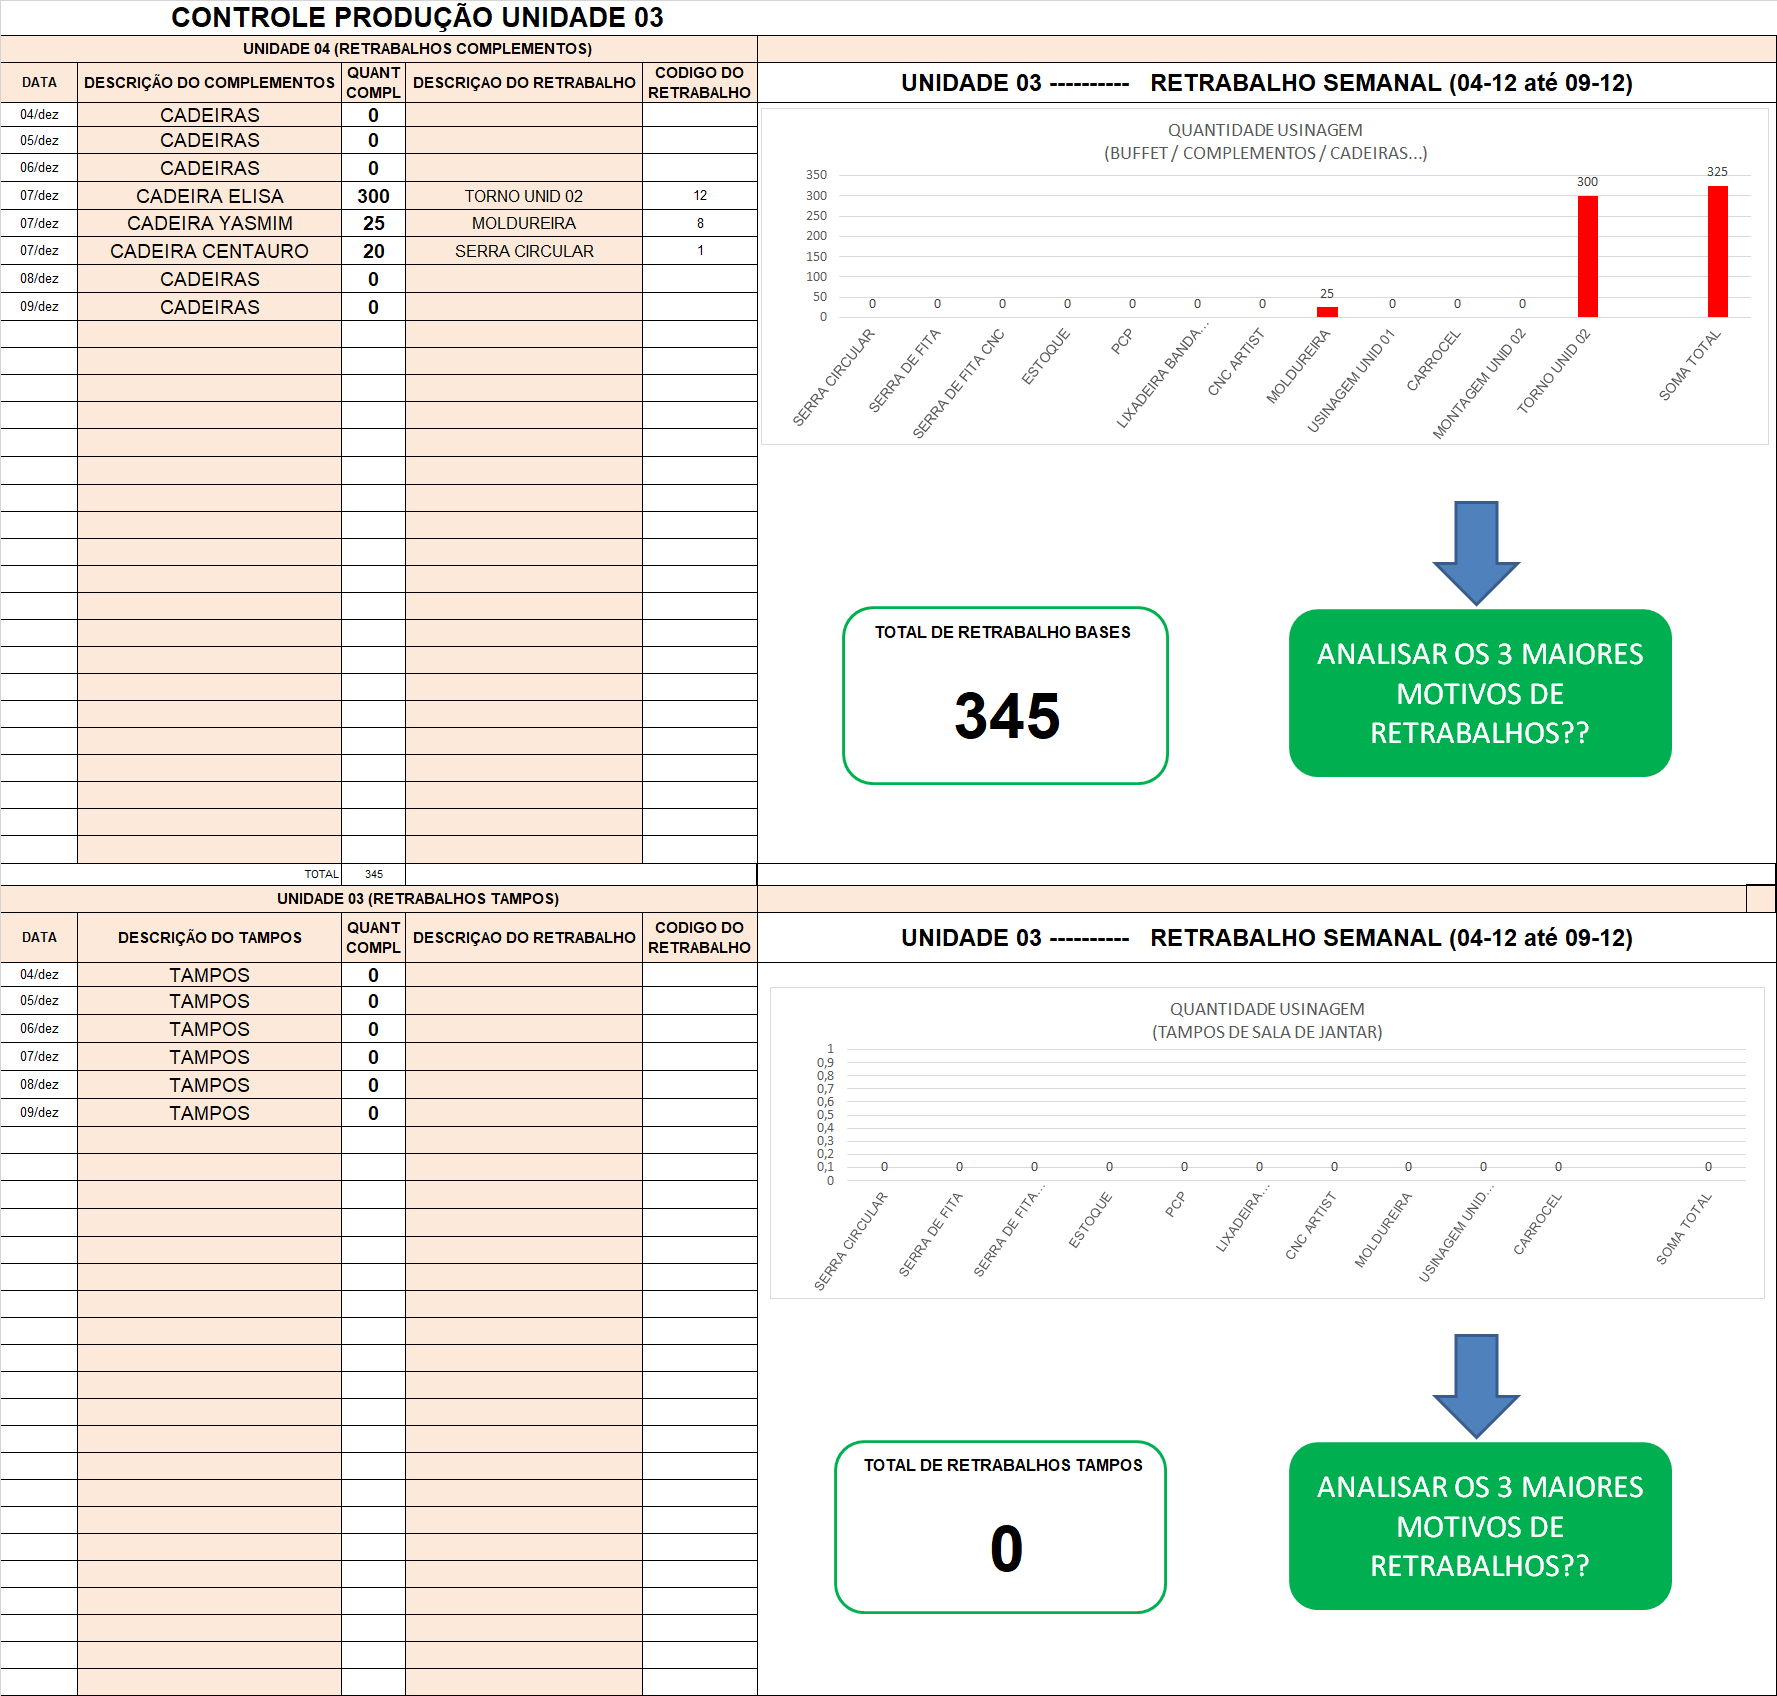 CONTROLE PRODUÇÃO UNIDADE 03
UNIDADE 04 (RETRABALHOS COMPLEMENTOS)
DATA DESCRIÇÃO DO COMPLEMENTOS QUANT COMPL DESCRIÇAO DO RETRABALHO CODIGO DO RETRABALHO
04/dez CADEIRAS 0
05/dez CADEIRAS 0
06/dez CADEIRAS 0
07/dez CADEIRA ELISA 300 TORNO UNID 02 12
07/dez CADEIRA YASMIM 25 MOLDUREIRA 8
07/dez CADEIRA CENTAURO 20 SERRA CIRCULAR 1
08/dez CADEIRAS 0
09/dez CADEIRAS 0
TOTAL 345
UNIDADE 03 ---------- RETRABALHO SEMANAL (04-12 até 09-12)
QUANTIDADE USINAGEM
(BUFFET / COMPLEMENTOS / CADEIRAS...)
350
300
250
200
150
100
50
0
0 0 0 0 0 0 0 25 0 0 0 300 325
SERRA CIRCULAR
SERRA DE FITA
SERRA DE FITA CNC
ESTOQUE
PCP
LIXADEIRA BANDA...
CNC ARTIST
MOLDUREIRA
USINAGEM UNID 01
CARROCEL
MONTAGEM UNID 02
TORNO UNID 02
SOMA TOTAL
TOTAL DE RETRABALHO BASES
345
ANALISAR OS 3 MAIORES
MOTIVOS DE
RETRABALHOS??
UNIDADE 03 (RETRABALHOS TAMPOS)
DATA DESCRIÇÃO DO TAMPOS QUANT COMPL DESCRIÇAO DO RETRABALHO CODIGO DO RETRABALHO
04/dez TAMPOS 0
05/dez TAMPOS 0
06/dez TAMPOS 0
07/dez TAMPOS 0
08/dez TAMPOS 0
09/dez TAMPOS 0
UNIDADE 03 ---------- RETRABALHO SEMANAL (04-12 até 09-12)
QUANTIDADE USINAGEM
(TAMPOS DE SALA DE JANTAR)
1
0,9
0,8
0,7
0,6
0,5
0,4
0,3
0,2
0,1
0
0 0 0 0 0 0 0 0 0 0 0
SERRA CIRCULAR
SERRA DE FITA
SERRA DE FITA...
ESTOQUE
PCP
LIXADEIRA...
CNC ARTIST
MOLDUREIRA
USINAGEM UNID...
CARROCEL
SOMA TOTAL
TOTAL DE RETRABALHOS TAMPOS
0
ANALISAR OS 3 MAIORES
MOTIVOS DE
RETRABALHOS??